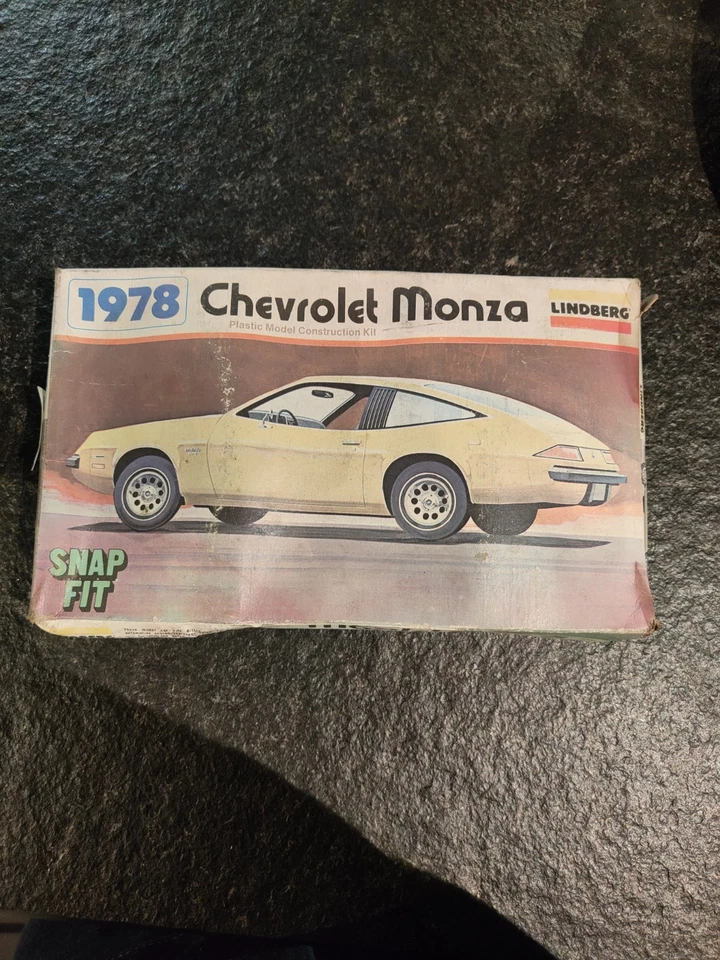 1978 Chevrolet Monza
LINDBERG
Plastic Model Construction Kit
SNAP
FIT